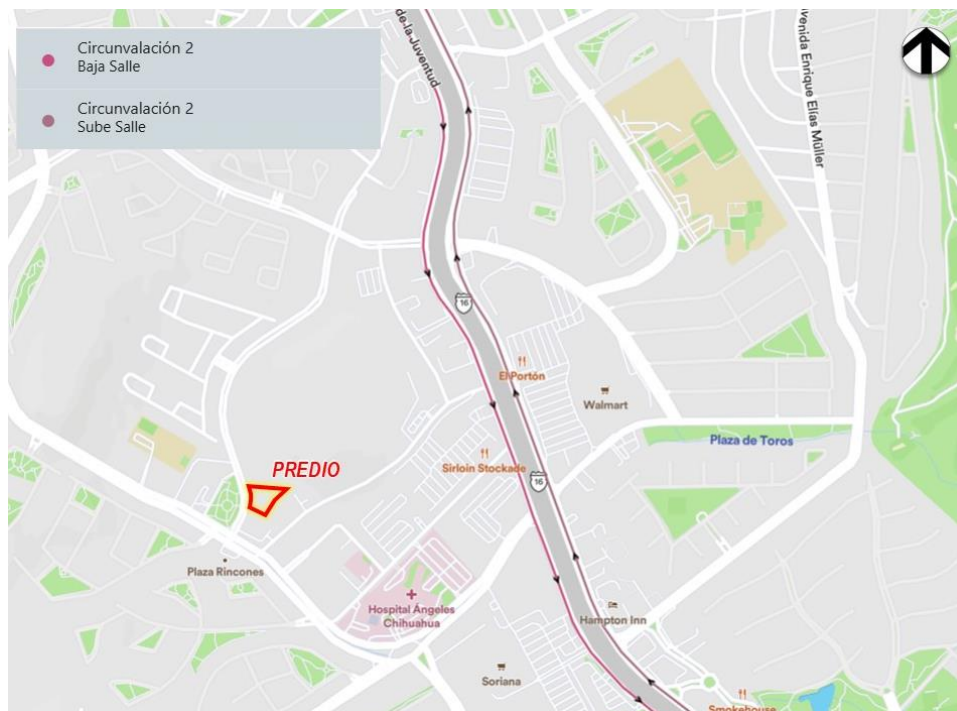 Circunvalación 2
Baja Salle
Circunvalación 2
Sube Salle
de la Juventud
Avenida Enrique Elías Müller
16
El Portón
Walmart
Plaza de Toros
Sirloin Stockade
16
PREDIO
Plaza Rincones
Hospital Ángeles
Chihuahua
Hampton Inn
Soriana
Smokehouse